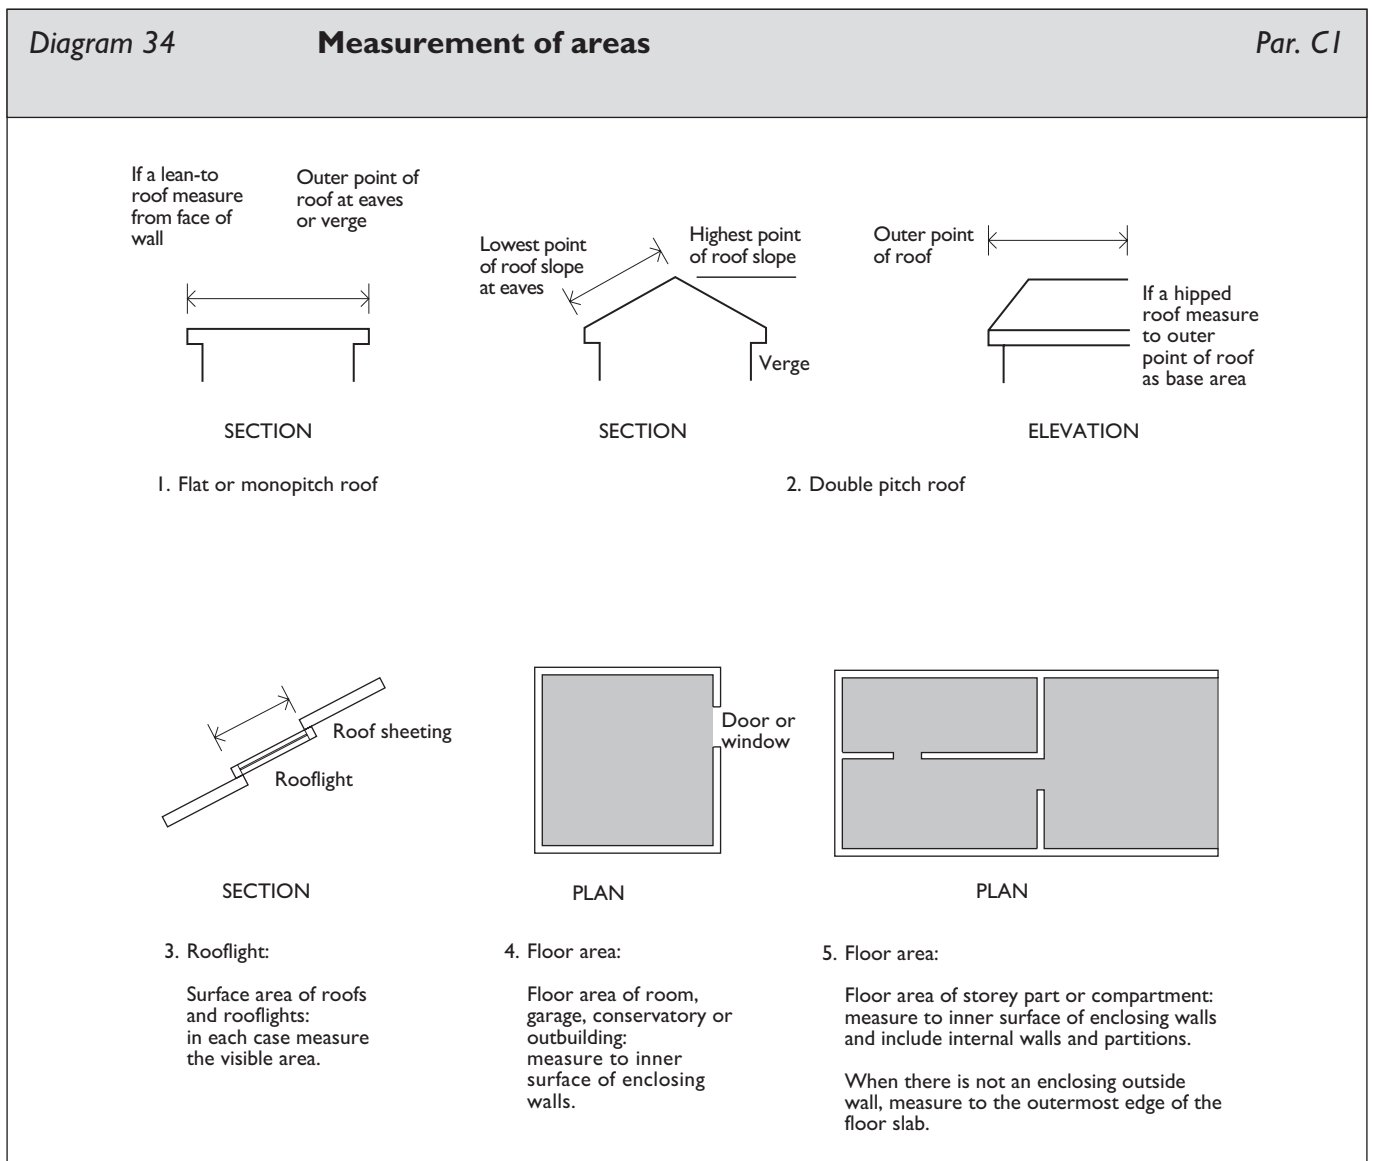 Diagram 34 Measurement of areas Par. C1
If a lean-to
roof measure
from face of
wall
Outer point of
roof at eaves
or verge
SECTION
1. Flat or monopitch roof
Lowest point
of roof slope
at eaves
Highest point
of roof slope
Verge
SECTION
Outer point
of roof
If a hipped
roof measure
to outer
point of roof
as base area
ELEVATION
2. Double pitch roof
Roof sheeting
Rooflight
SECTION
3. Rooflight:
Surface area of roofs
and rooflights:
in each case measure
the visible area.
Door or
window
PLAN
4. Floor area:
Floor area of room,
garage, conservatory or
outbuilding:
measure to inner
surface of enclosing
walls.
PLAN
5. Floor area:
Floor area of storey part or compartment:
measure to inner surface of enclosing walls
and include internal walls and partitions.
When there is not an enclosing outside
wall, measure to the outermost edge of the
floor slab.